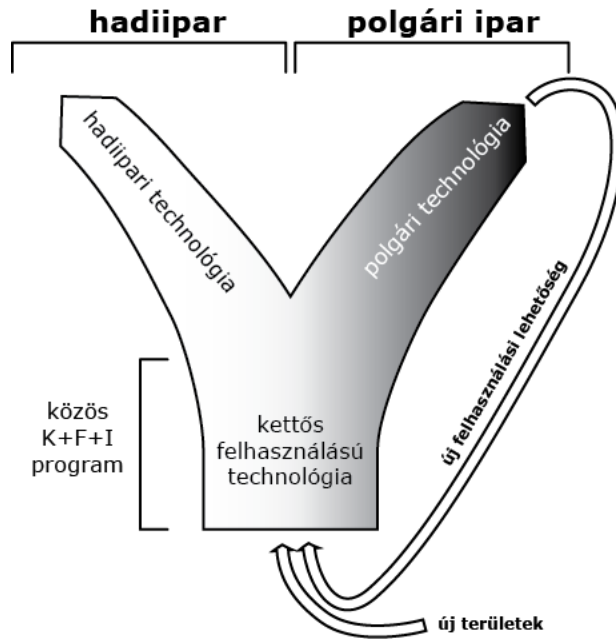 hadiipar
polgári ipar
hadiipari technológia
polgári technológia
új felhasználási lehetőség
közös
K+F+I
program
kettős
felhasználású
technológia
új területek